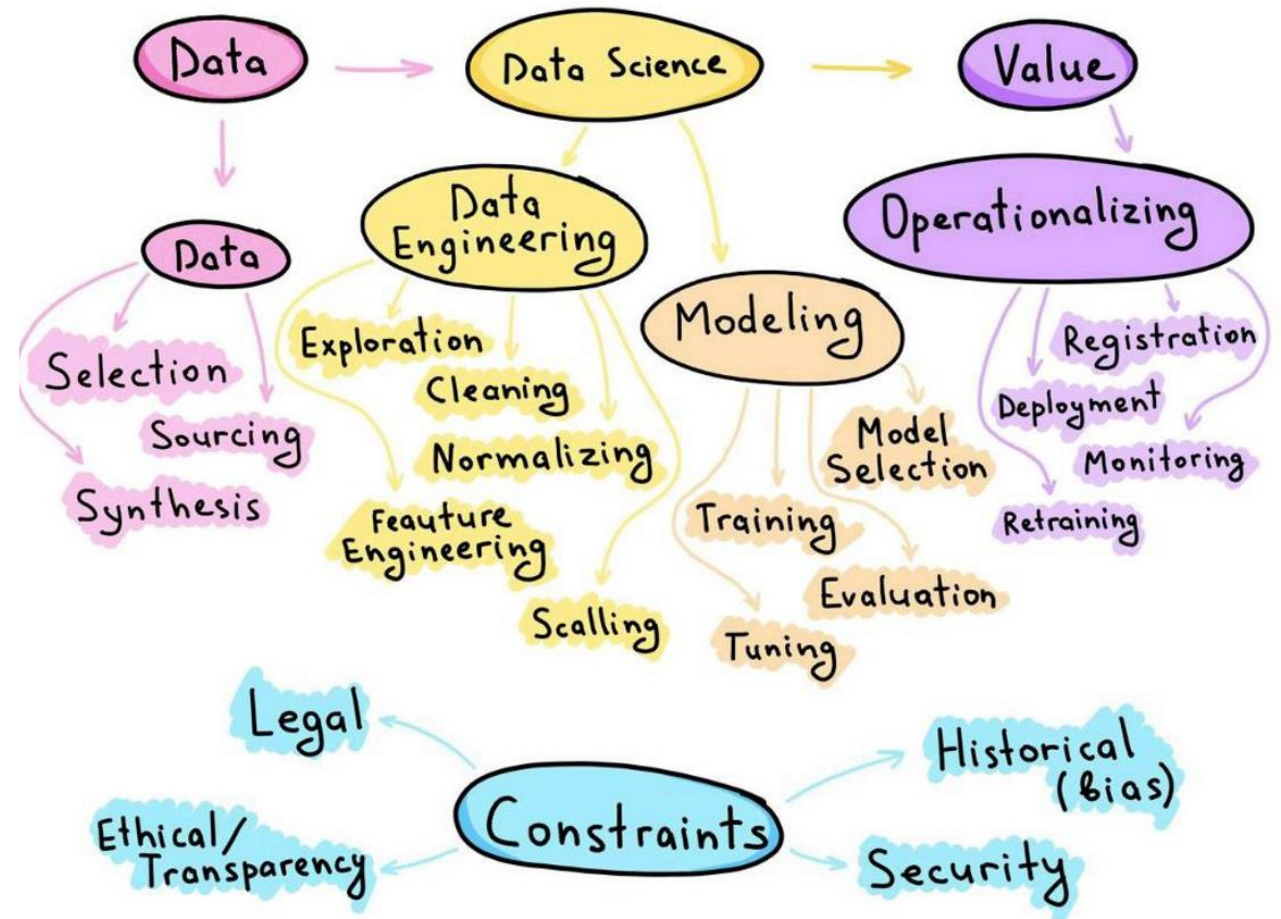 Data
Data Science
Value
Data
Engineering
Operationalizing
Data
Modeling
Exploration
Registration
Selection
Cleaning
Deployment
Sourcing
Normalizing
Model
Selection
Monitoring
Synthesis
Feauture
Engineering
Training
Retraining
Scalling
Evaluation
Tuning
Legal
Historical
(bias)
Constraints
Ethical/
Transparency
Security